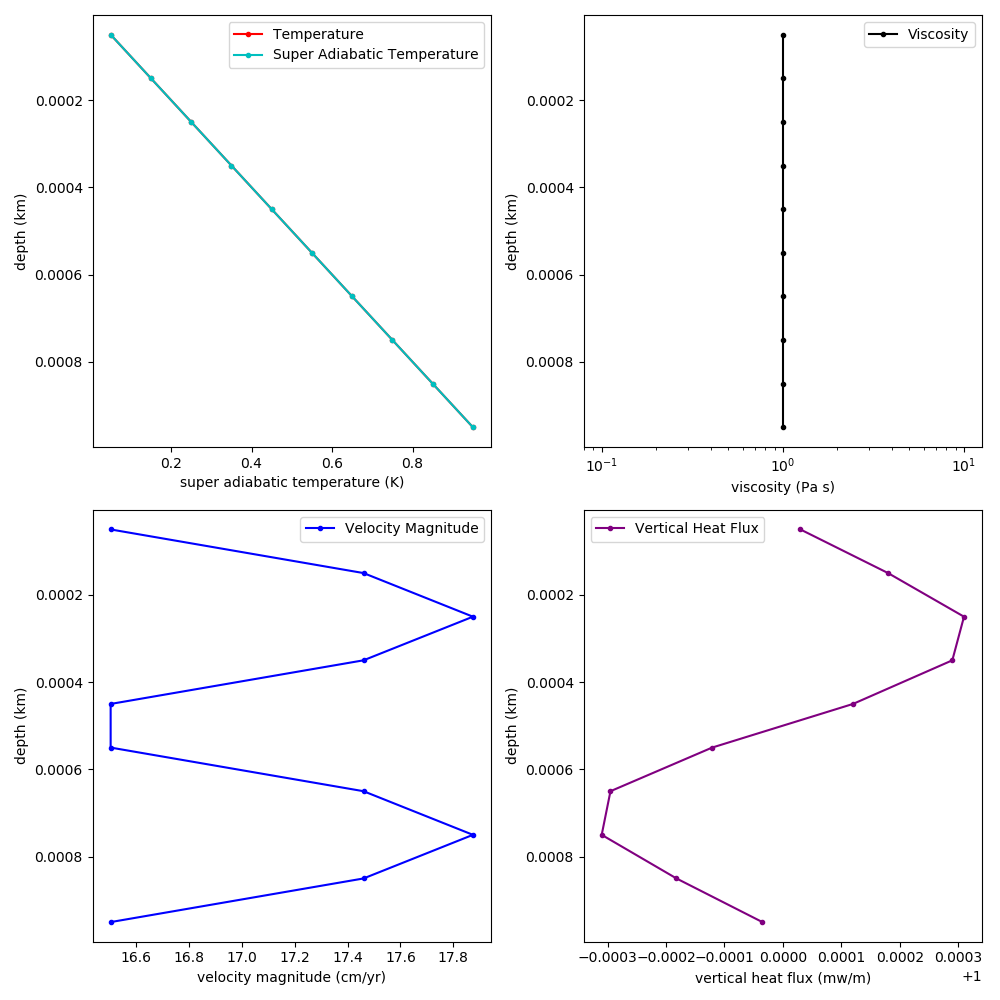 Temperature
Super Adiabatic Temperature
0.0002
0.0004
0.0006
0.0008
depth (km)
0.2 0.4 0.6 0.8
super adiabatic temperature (K)
Viscosity
0.0002
0.0004
0.0006
0.0008
depth (km)
10⁻¹ 10⁰ 10¹
viscosity (Pa s)
Velocity Magnitude
0.0002
0.0004
0.0006
0.0008
depth (km)
16.6 16.8 17.0 17.2 17.4 17.6 17.8
velocity magnitude (cm/yr)
Vertical Heat Flux
0.0002
0.0004
0.0006
0.0008
depth (km)
−0.0003 −0.0002 −0.0001 0.0000 0.0001 0.0002 0.0003
+1
vertical heat flux (mw/m)